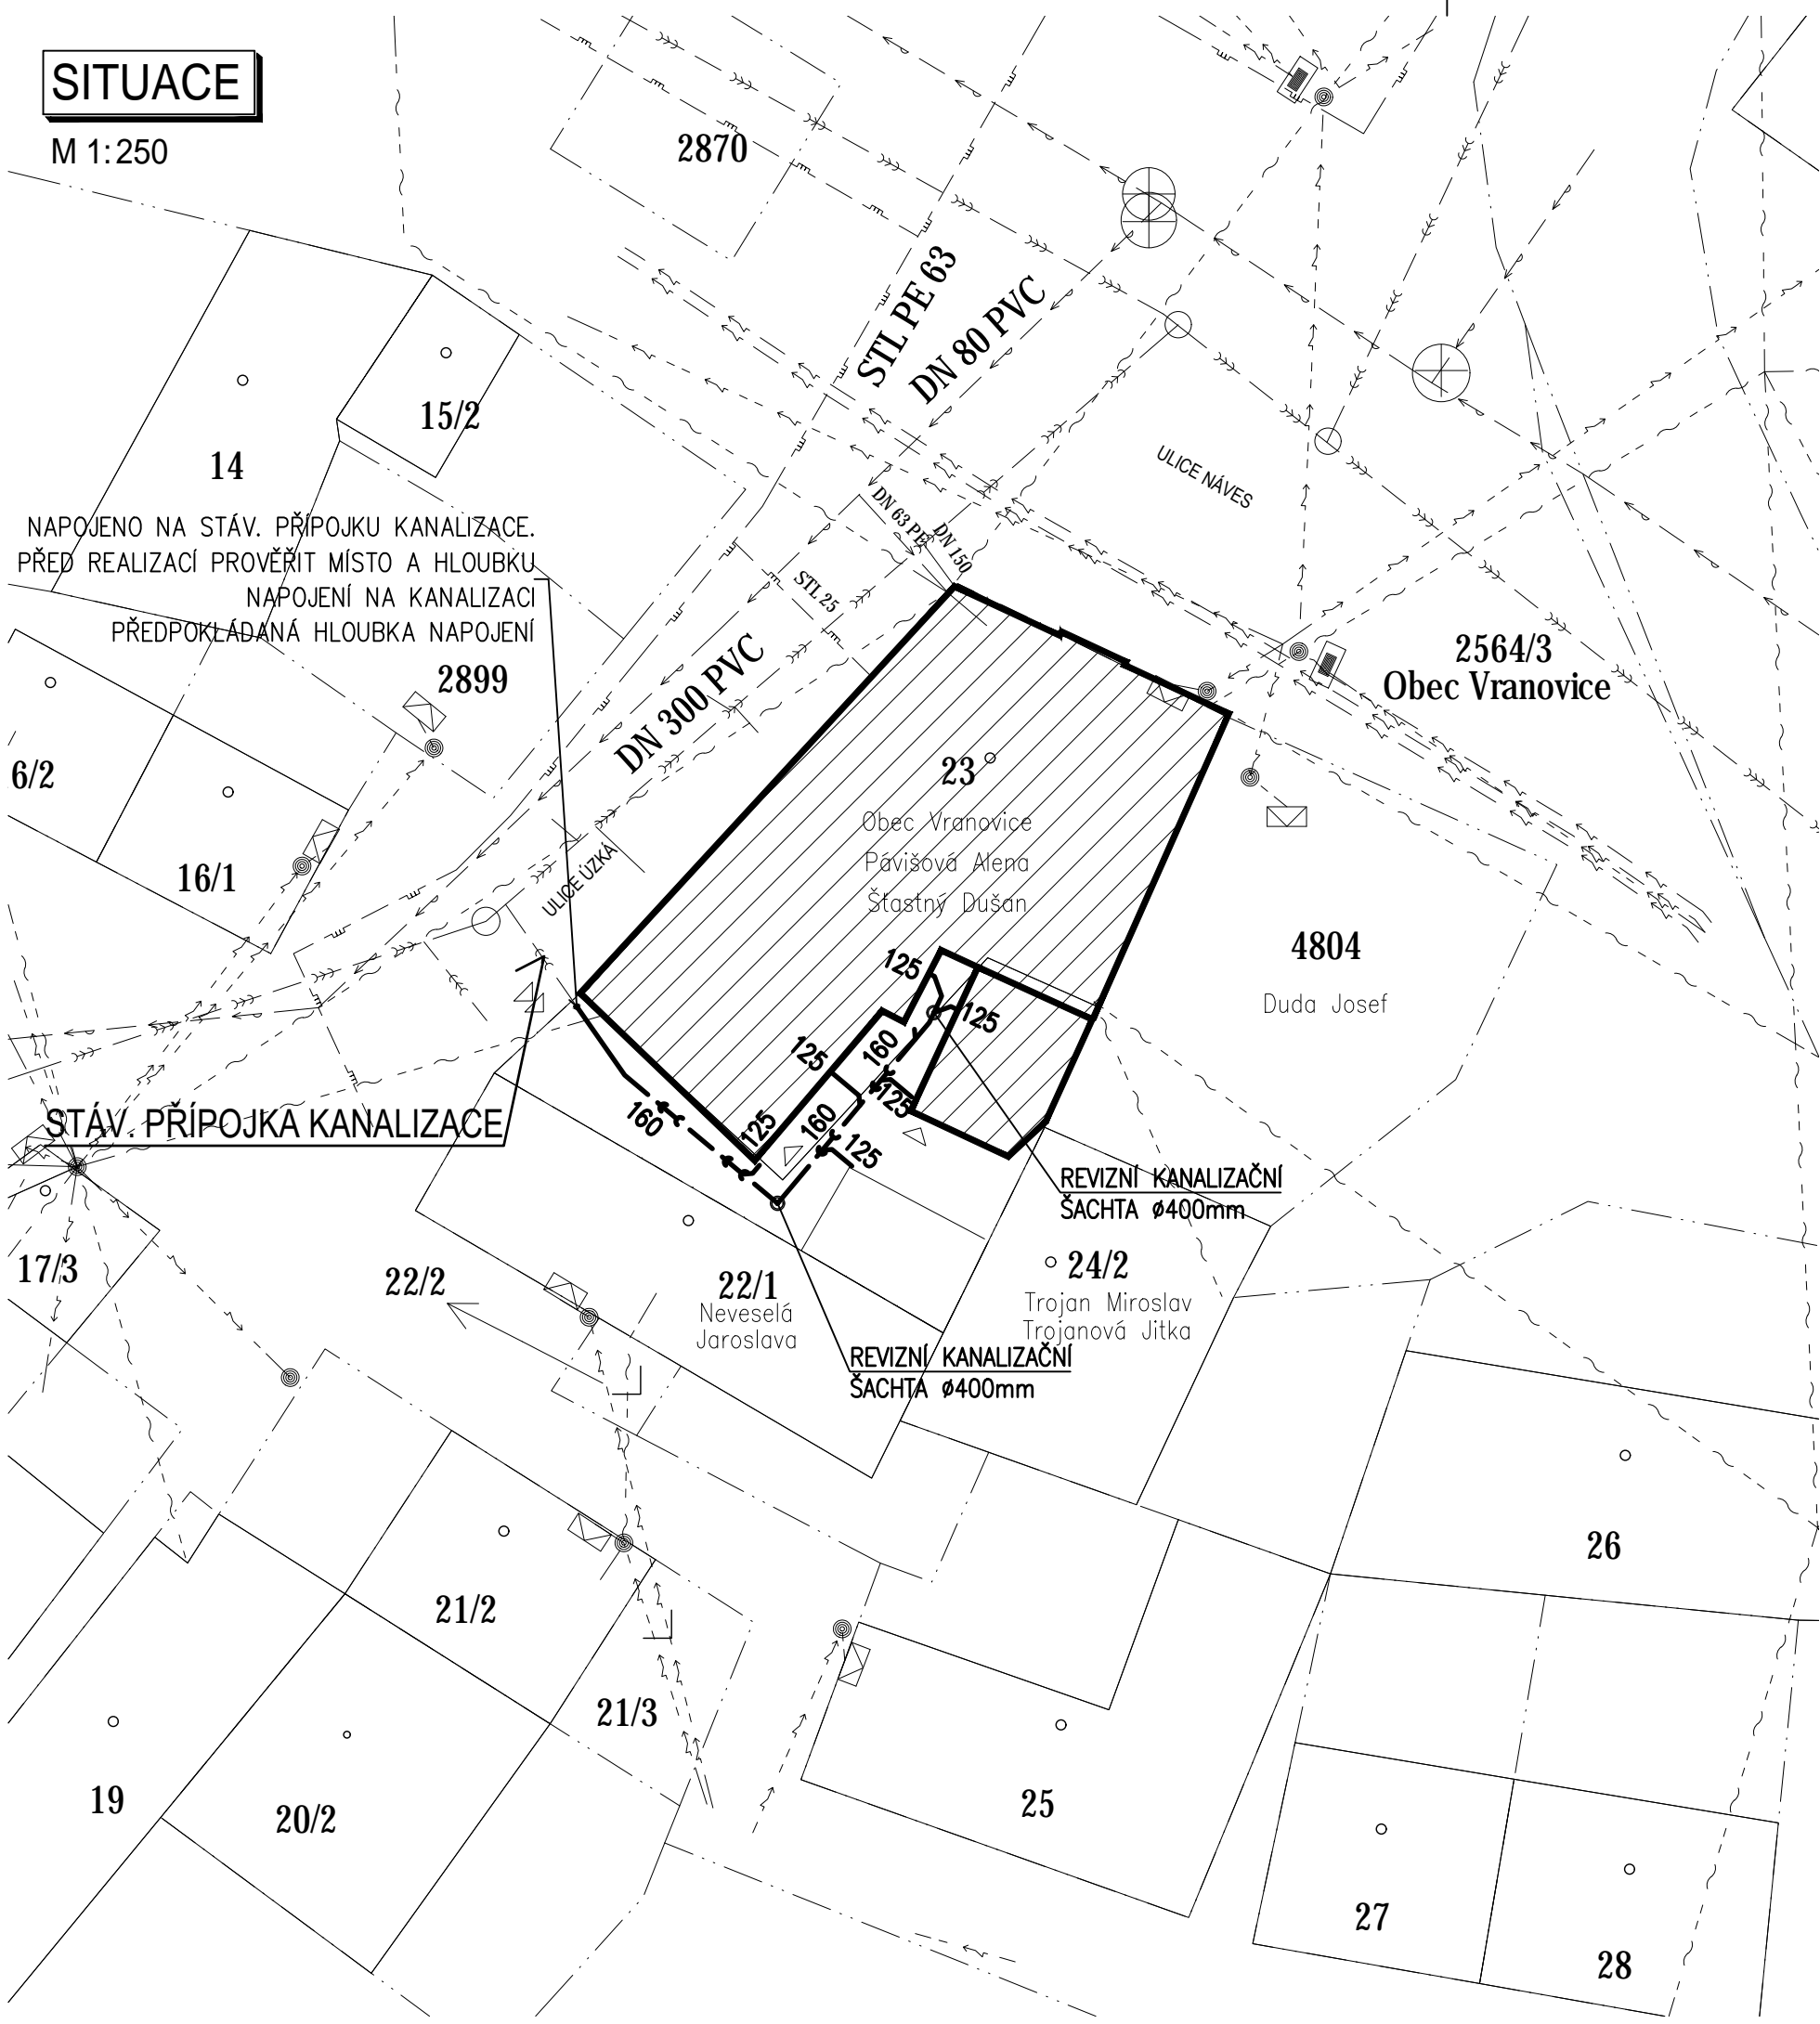 SITUACE
M 1:250
2870
STL PE 63
DN 80 PVC
15/2
14
ULICE NÁVES
NAPOJENO NA STÁV. PŘÍPOJKU KANALIZACE.
PŘED REALIZACÍ PROVĚŘIT MÍSTO A HLOUBKU
NAPOJENÍ NA KANALIZACI
PŘEDPOKLÁDANÁ HLOUBKA NAPOJENÍ
DN 63 PE
DN 150
STL 25
2899
DN 300 PVC
2564/3
Obec Vranovice
6/2
16/1
ULICE ÚZKÁ
23
Obec Vranovice
Pávišová Alena
Šťastný Dušan
4804
Duda Josef
125
125
160
125
125
160
125
160
125
STÁV. PŘÍPOJKA KANALIZACE
REVIZNÍ KANALIZAČNÍ
ŠACHTA ø400mm
17/3
22/2
22/1
Neveselá
Jaroslava
24/2
Trojan Miroslav
Trojanová Jitka
REVIZNÍ KANALIZAČNÍ
ŠACHTA ø400mm
26
21/2
21/3
19
20/2
25
27
28